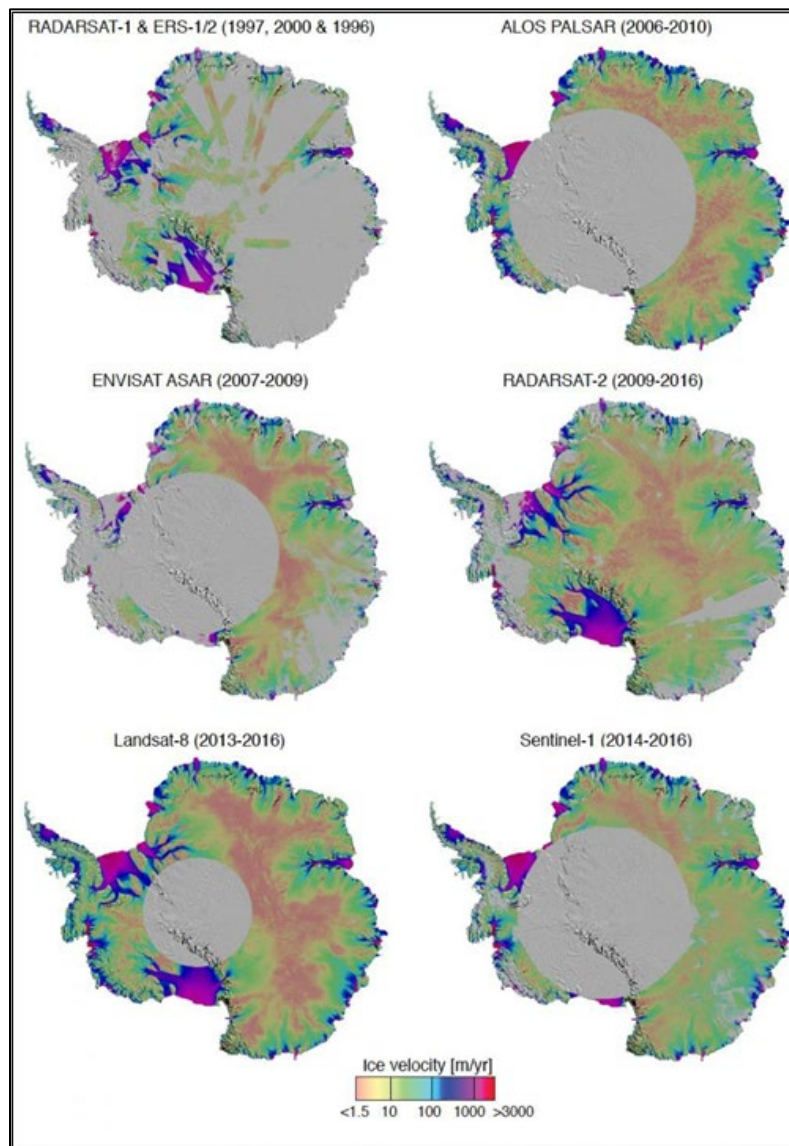 RADARSAT-1 & ERS-1/2 (1997, 2000 & 1996)
ALOS PALSAR (2006-2010)
ENVISAT ASAR (2007-2009)
RADARSAT-2 (2009-2016)
Landsat-8 (2013-2016)
Sentinel-1 (2014-2016)
Ice velocity [m/yr]
<1.5 10 100 1000 >3000